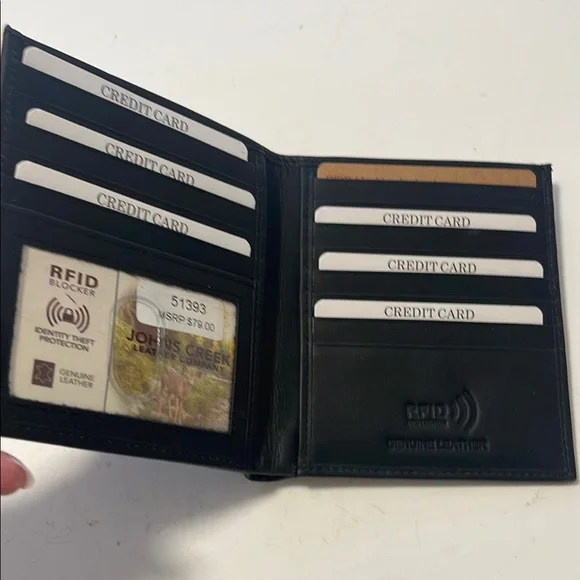 CREDIT CARD
CREDIT CARD
CREDIT CARD
RFID
BLOCKER
IDENTITY THEFT
PROTECTION
GENUINE
LEATHER
51393
MSRP $79.00
JOHNS CREEK
LEATHER COMPANY
CREDIT CARD
CREDIT CARD
CREDIT CARD
RFID
GENUINE LEATHER